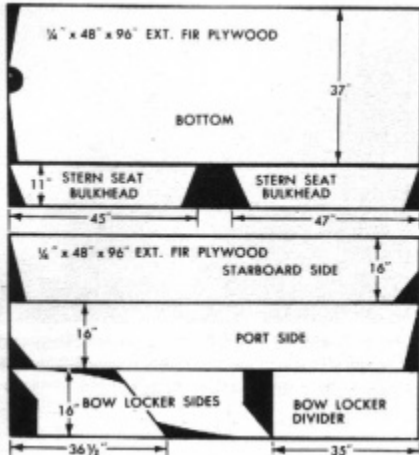 ¼" x 48" x 96" EXT. FIR PLYWOOD
37"
BOTTOM
11"
STERN SEAT
BULKHEAD
STERN SEAT
BULKHEAD
45"
47"
¼" x 48" x 96" EXT. FIR PLYWOOD
STARBOARD SIDE
16"
16"
PORT SIDE
16"
BOW LOCKER SIDES
BOW LOCKER
DIVIDER
36½"
35"